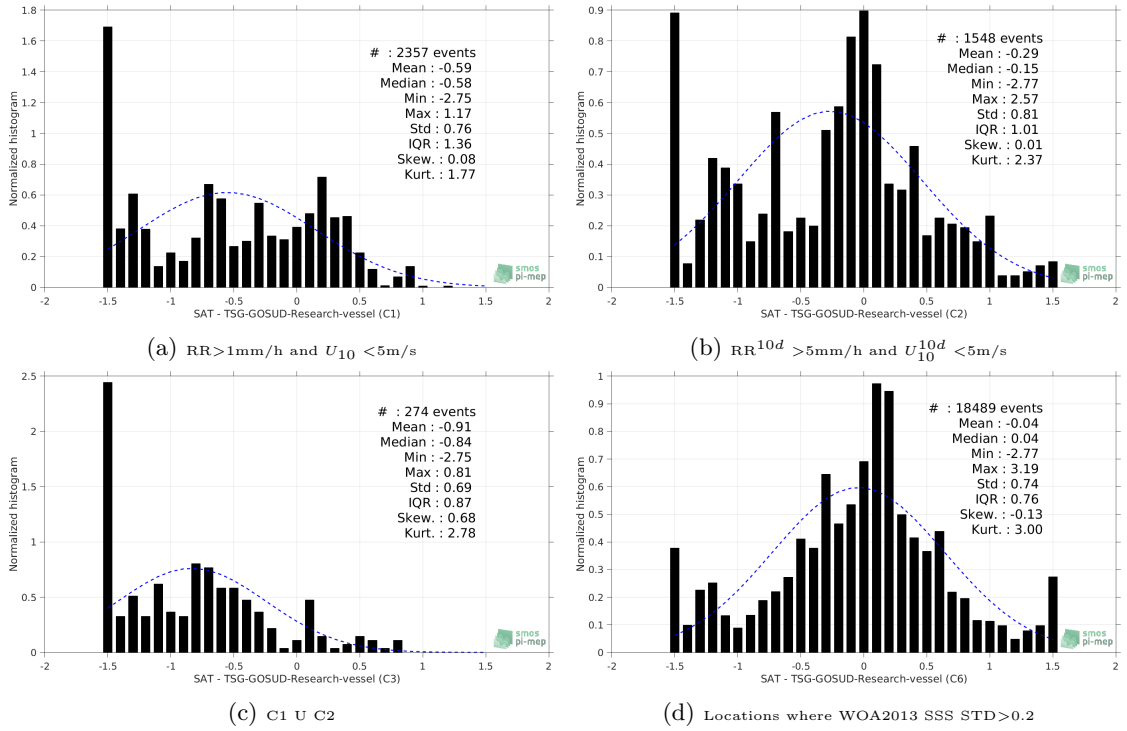 1.8
1.6
1.4
1.2
1
0.8
0.6
0.4
0.2
0
Normalized histogram
-2
-1.5
-1
-0.5
0
0.5
1
1.5
2
SAT - TSG-GOSUD-Research-vessel (C1)
# : 2357 events
Mean : -0.59
Median : -0.58
Min : -2.75
Max : 1.17
Std : 0.76
IQR : 1.36
Skew. : 0.08
Kurt. : 1.77
smos
pi-mep
(a) RR>1mm/h and U10 <5m/s
0.9
0.8
0.7
0.6
0.5
0.4
0.3
0.2
0.1
0
Normalized histogram
-2
-1.5
-1
-0.5
0
0.5
1
1.5
2
SAT - TSG-GOSUD-Research-vessel (C2)
# : 1548 events
Mean : -0.29
Median : -0.15
Min : -2.77
Max : 2.57
Std : 0.81
IQR : 1.01
Skew. : 0.01
Kurt. : 2.37
smos
pi-mep
(b) RR^10d >5mm/h and U10^10d <5m/s
2.5
2
1.5
1
0.5
0
Normalized histogram
-2
-1.5
-1
-0.5
0
0.5
1
1.5
2
SAT - TSG-GOSUD-Research-vessel (C3)
# : 274 events
Mean : -0.91
Median : -0.84
Min : -2.75
Max : 0.81
Std : 0.69
IQR : 0.87
Skew. : 0.68
Kurt. : 2.78
smos
pi-mep
(c) C1 U C2
1
0.9
0.8
0.7
0.6
0.5
0.4
0.3
0.2
0.1
0
Normalized histogram
-2
-1.5
-1
-0.5
0
0.5
1
1.5
2
SAT - TSG-GOSUD-Research-vessel (C6)
# : 18489 events
Mean : -0.04
Median : 0.04
Min : -2.77
Max : 3.19
Std : 0.74
IQR : 0.76
Skew. : -0.13
Kurt. : 3.00
smos
pi-mep
(d) Locations where WOA2013 SSS STD>0.2